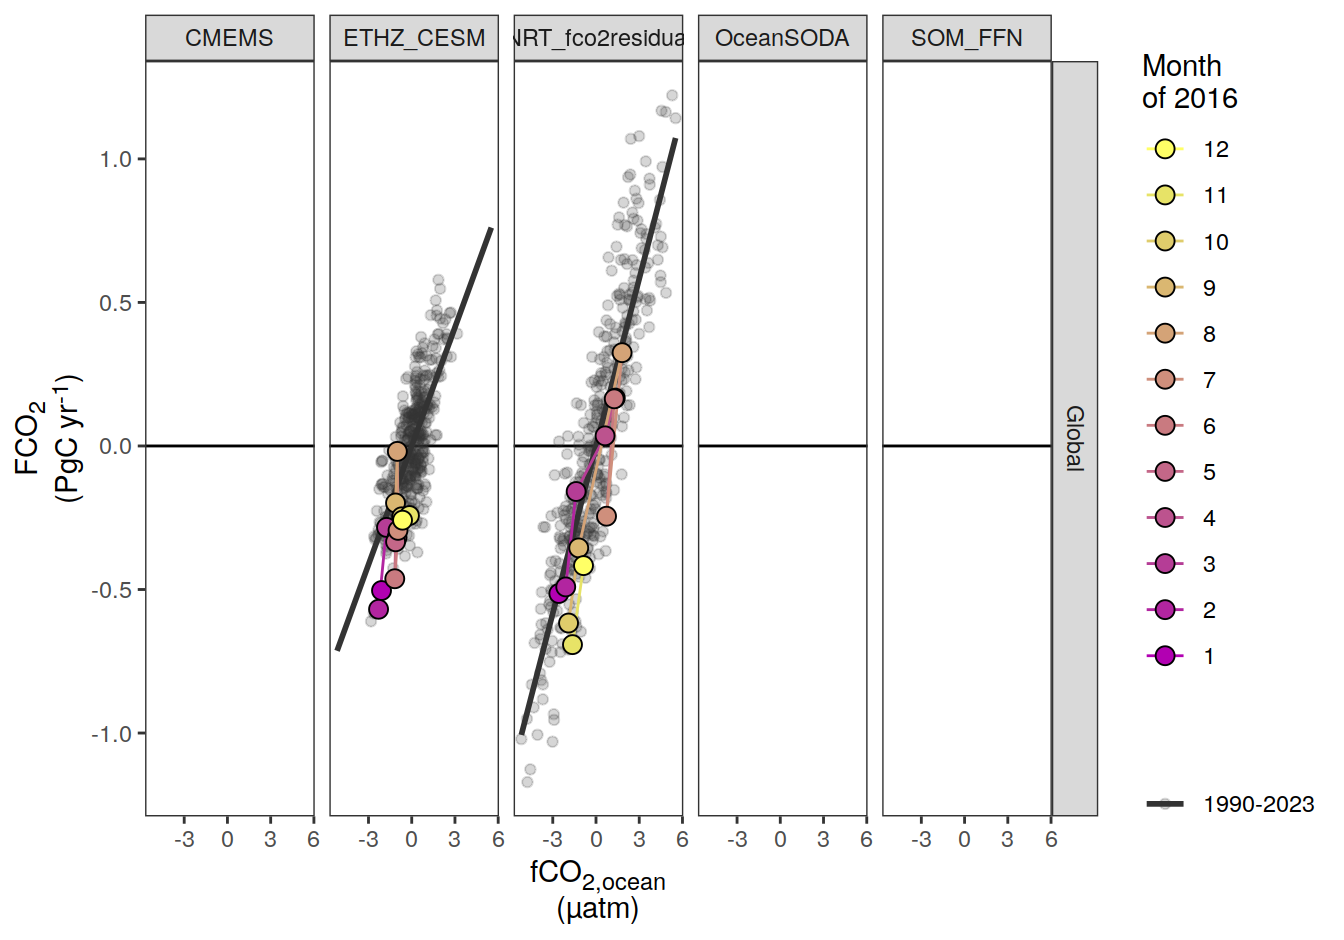 CMEMS
ETHZ_CESM
NRT_fco2residua
OceanSODA
SOM_FFN
Global
FCO2
(PgC yr-1)
1.0
0.5
0.0
-0.5
-1.0
-3 0 3 6
-3 0 3 6
-3 0 3 6
-3 0 3 6
-3 0 3 6
fCO2,ocean
(µatm)
Month
of 2016
12
11
10
9
8
7
6
5
4
3
2
1
1990-2023